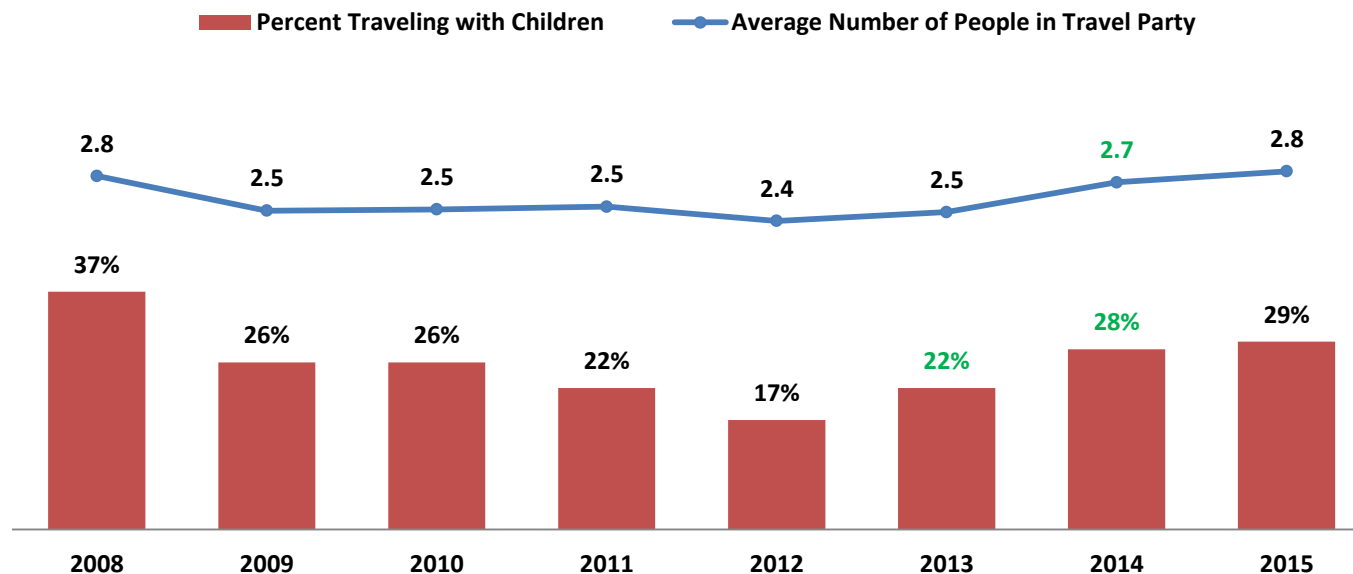 Percent Traveling with Children Average Number of People in Travel Party
2.8 2.5 2.5 2.5 2.4 2.5 2.7 2.8
37% 26% 26% 22% 17% 22% 28% 29%
2008 2009 2010 2011 2012 2013 2014 2015